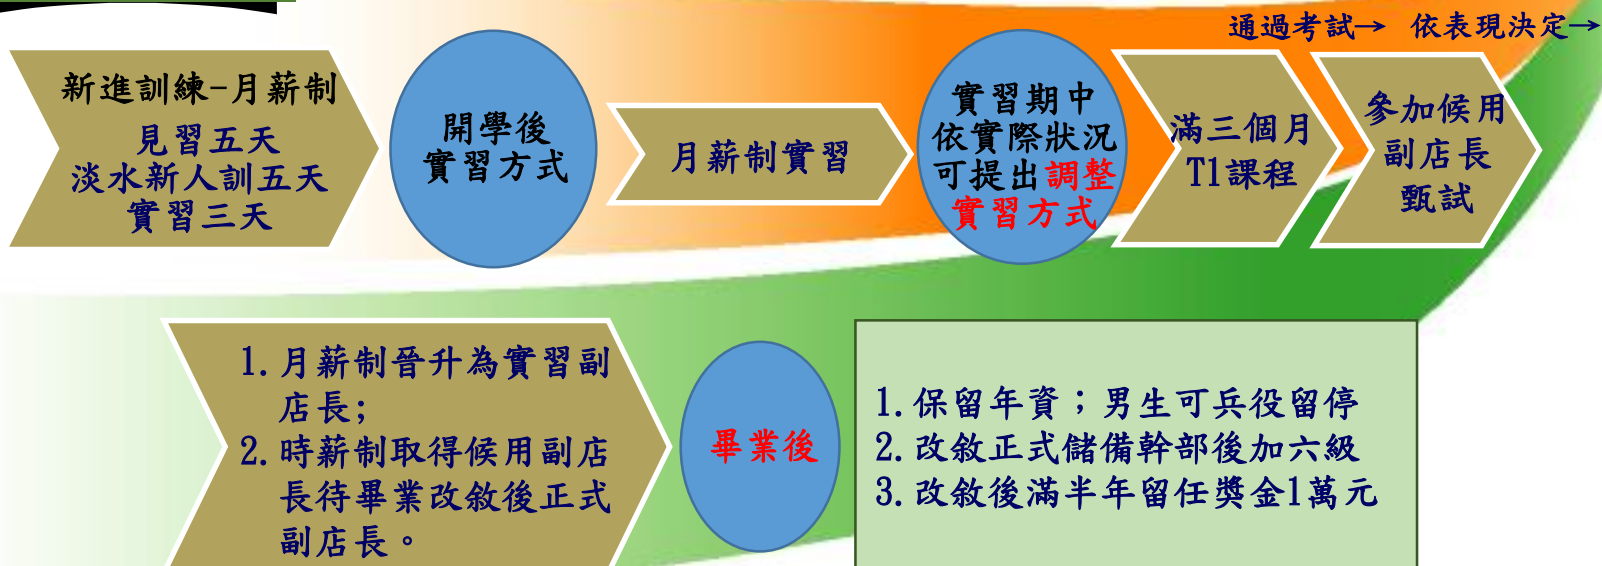 通過考試→ 依表現決定→
新進訓練-月薪制
見習五天
淡水新人訓五天
實習三天
開學後
實習方式
月薪制實習
實習期中
依實際狀況
可提出調整
實習方式
滿三個月
T1課程
參加候用
副店長
甄試
1.月薪制晉升為實習副
店長;
2.時薪制取得候用副店
長待畢業改敘後正式
副店長。
畢業後
1.保留年資；男生可兵役留停
2.改敘正式儲備幹部後加六級
3.改敘後滿半年留任獎金1萬元